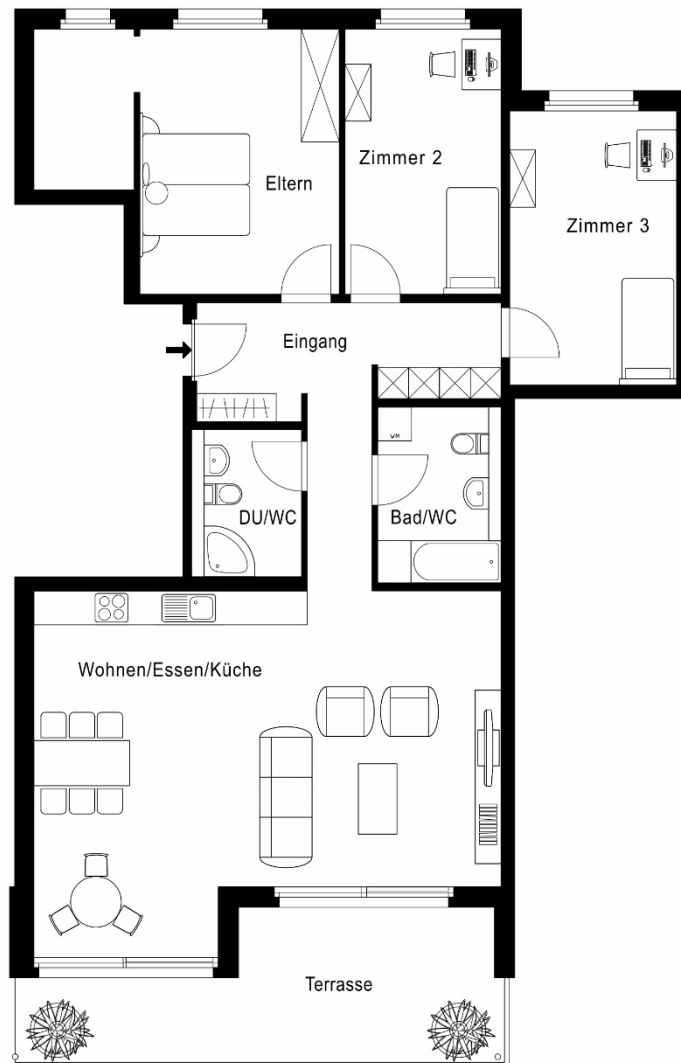 Zimmer 2
Eltern
Zimmer 3
Eingang
WM
DU/WC
Bad/WC
Wohnen/Essen/Küche
Terrasse